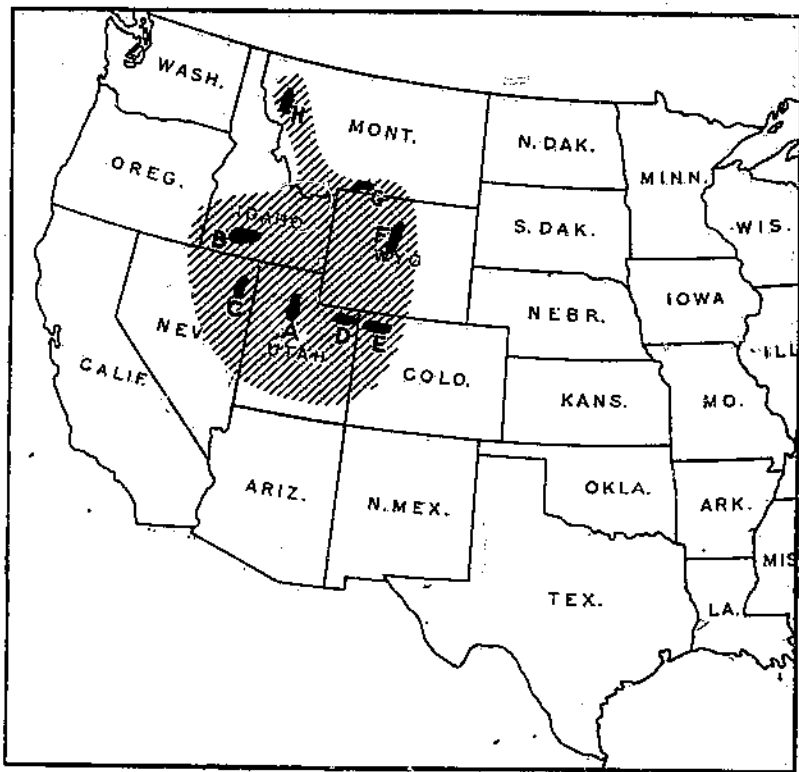 WASH.
MONT.
H
N. DAK.
MINN.
OREG.
IDAHO
G
S. DAK.
WIS.
B
F
WYO
C
NEV
A
UTAH
D
E
NEBR.
IOWA
ILL
CALIF.
COLO.
KANS.
MO.
ARIZ.
N. MEX.
OKLA.
ARK.
MIS
TEX.
LA.